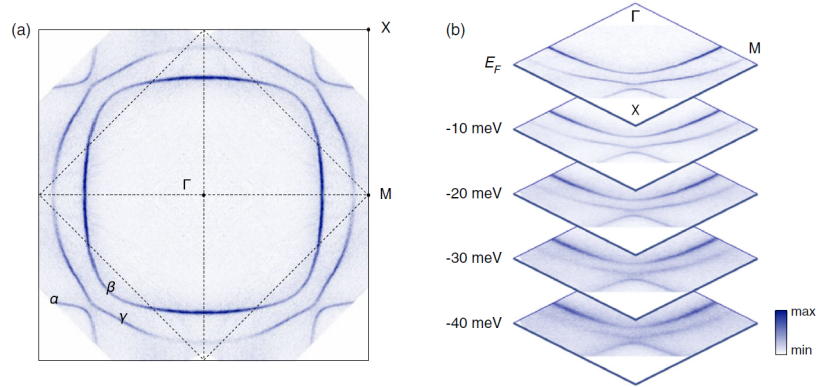 (a)
X
Γ
M
α
β
γ
(b)
Γ
M
E_F
X
-10 meV
-20 meV
-30 meV
-40 meV
max
min